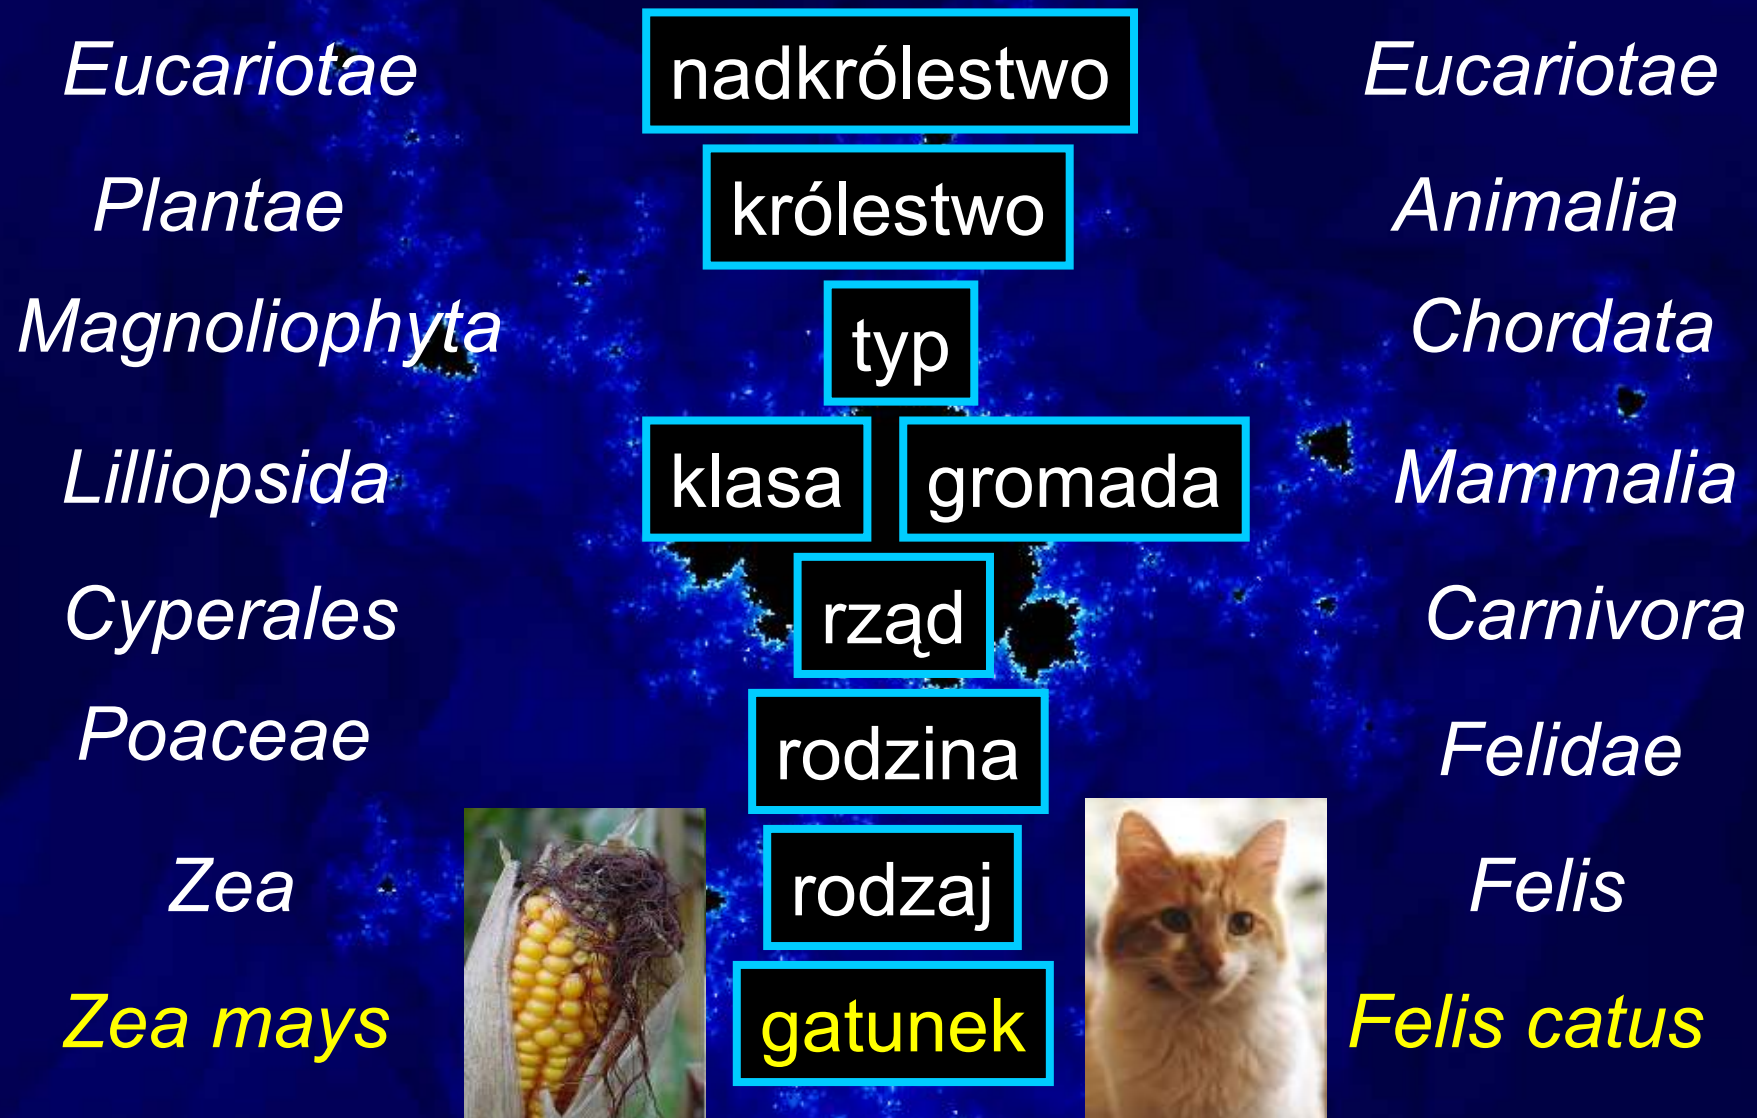 Eucariotae nadkrólestwo Eucariotae
Plantae królestwo Animalia
Magnoliophyta typ Chordata
Lilliopsida klasa gromada Mammalia
Cyperales rząd Carnivora
Poaceae rodzina Felidae
Zea rodzaj Felis
Zea mays gatunek Felis catus